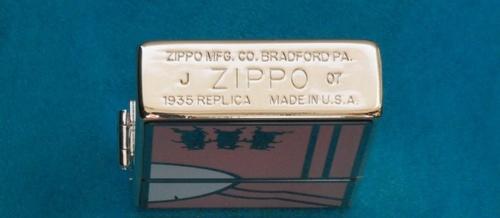 ZIPPO MFG. CO. BRADFORD PA.
J ZIPPO 07
1935 REPLICA MADE IN U.S.A.